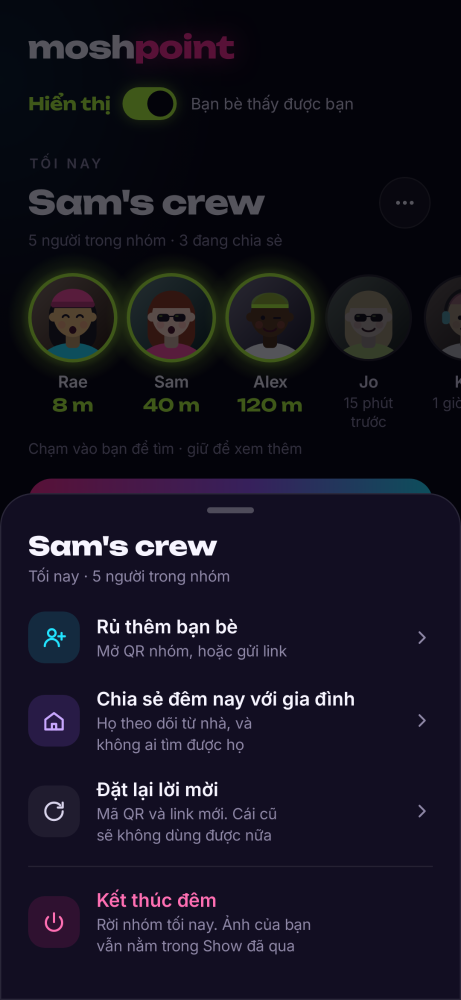 moshpoint
Hiển thị
Bạn bè thấy được bạn
TỐI NAY
Sam's crew
5 người trong nhóm · 3 đang chia sẻ
Rae
Sam
Alex
Jo
8 m
40 m
120 m
15 phút
trước
Chạm vào bạn để tìm · giữ để xem thêm
Sam's crew
Tối nay · 5 người trong nhóm
Rủ thêm bạn bè
Mở QR nhóm, hoặc gửi link
Chia sẻ đêm nay với gia đình
Họ theo dõi từ nhà, và
không ai tìm được họ
Đặt lại lời mời
Mã QR và link mới. Cái cũ
sẽ không dùng được nữa
Kết thúc đêm
Rời nhóm tối nay. Ảnh của bạn
vẫn nằm trong Show đã qua